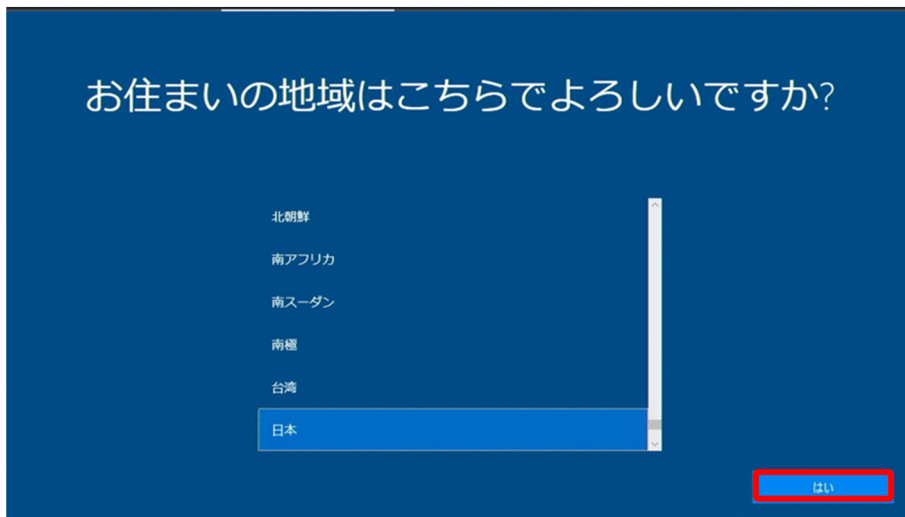 お住まいの地域はこちらでよろしいですか?
北朝鮮
南アフリカ
南スーダン
南極
台湾
日本
はい